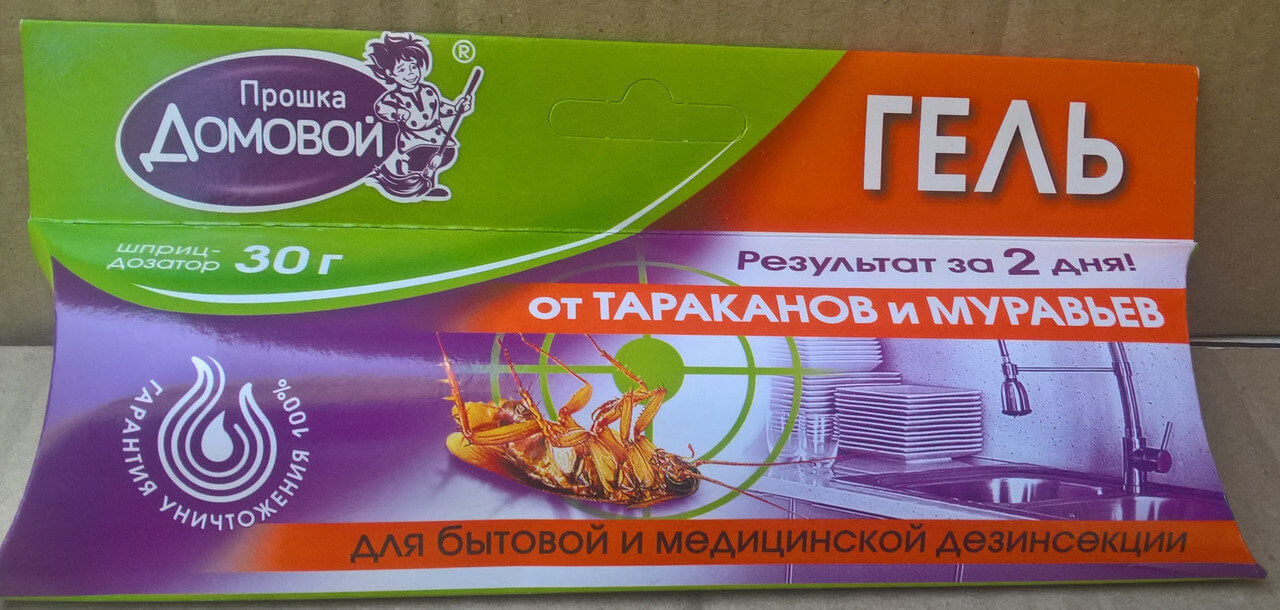 Прошка
ДОМОВОЙ
®
ГЕЛЬ
шприц-
дозатор 30 г
Результат за 2 дня!
от ТАРАКАНОВ и МУРАВЬЕВ
ГАРАНТИЯ УНИЧТОЖЕНИЯ 100%
для бытовой и медицинской дезинсекции